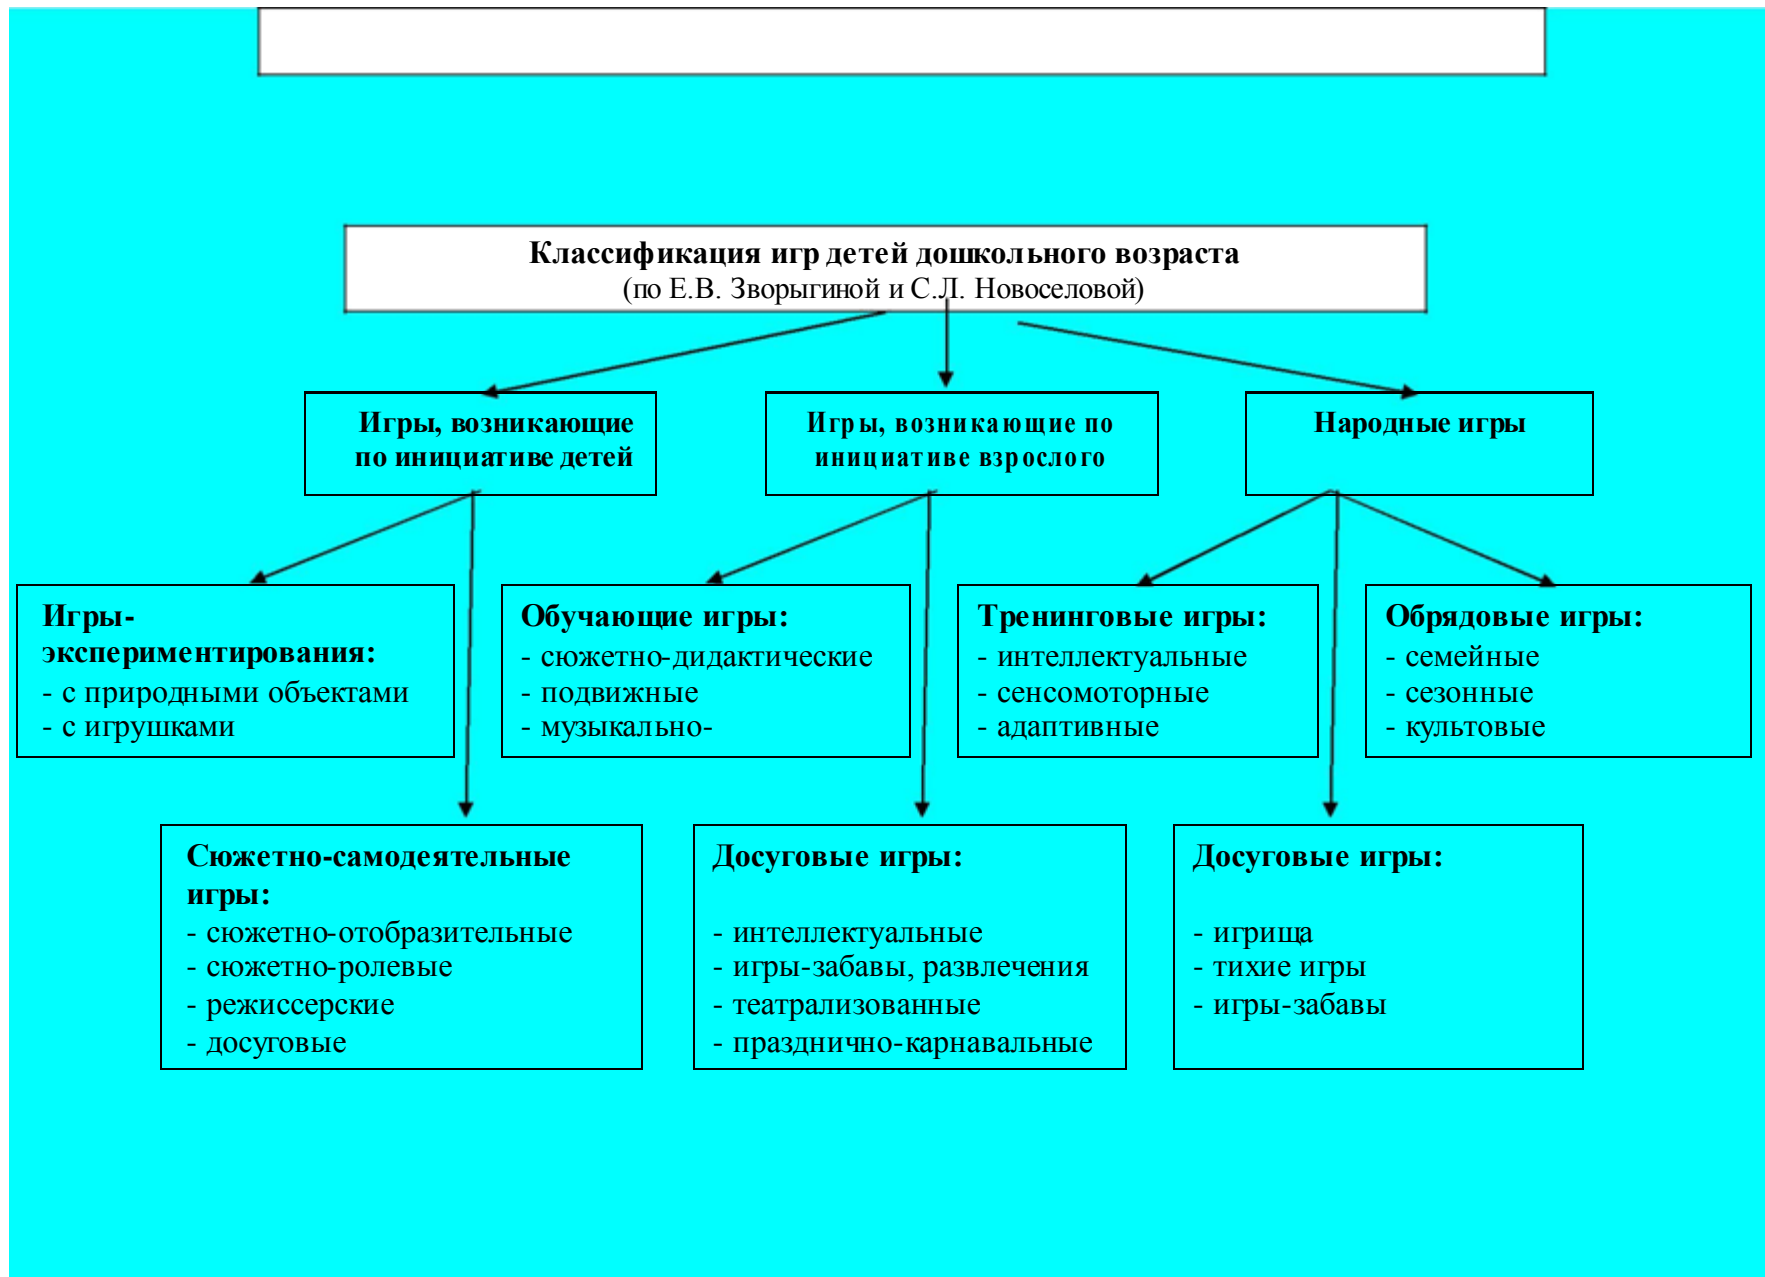 Классификация игр детей дошкольного возраста
(по Е.В. Зворыгиной и С.Л. Новоселовой)
Игры, возникающие
по инициативе детей
Игры, возникающие по
инициативе взрослого
Народные игры
Игры-
экспериментирования:
- с природными объектами
- с игрушками
Обучающие игры:
- сюжетно-дидактические
- подвижные
- музыкально-
Тренинговые игры:
- интеллектуальные
- сенсомоторные
- адаптивные
Обрядовые игры:
- семейные
- сезонные
- культовые
Сюжетно-самодеятельные
игры:
- сюжетно-отобразительные
- сюжетно-ролевые
- режиссерские
- досуговые
Досуговые игры:
- интеллектуальные
- игры-забавы, развлечения
- театрализованные
- празднично-карнавальные
Досуговые игры:
- игрища
- тихие игры
- игры-забавы